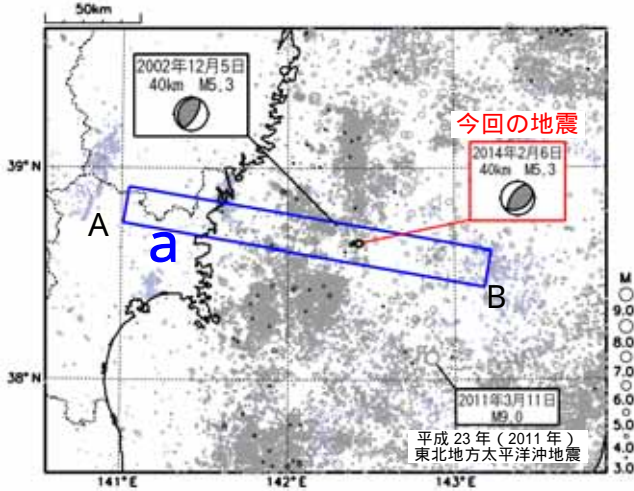 50km
2002年12月5日
40km M5.3
今回の地震
2014年2月6日
40km M5.3
39°N
A
a
B
M
9.0
8.0
7.0
6.0
5.0
4.0
3.0
38°N
2011年3月11日
M9.0
平成 23 年 ( 2011 年 )
東北地方太平洋沖地震
141°E
142°E
143°E